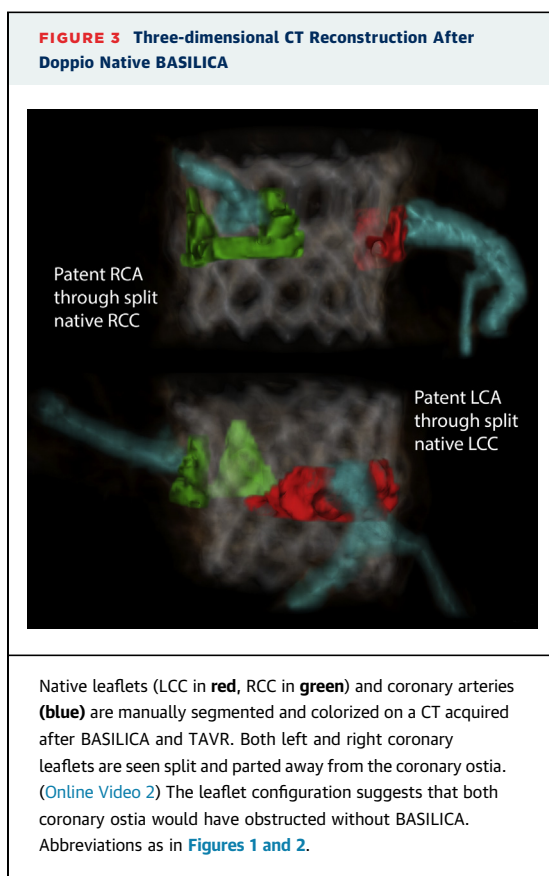 FIGURE 3 Three-dimensional CT Reconstruction After
Doppio Native BASILICA
Patent RCA
through split
native RCC
Patent LCA
through split
native LCC
Native leaflets (LCC in red, RCC in green) and coronary arteries
(blue) are manually segmented and colorized on a CT acquired
after BASILICA and TAVR. Both left and right coronary
leaflets are seen split and parted away from the coronary ostia.
(Online Video 2) The leaflet configuration suggests that both
coronary ostia would have obstructed without BASILICA.
Abbreviations as in Figures 1 and 2.